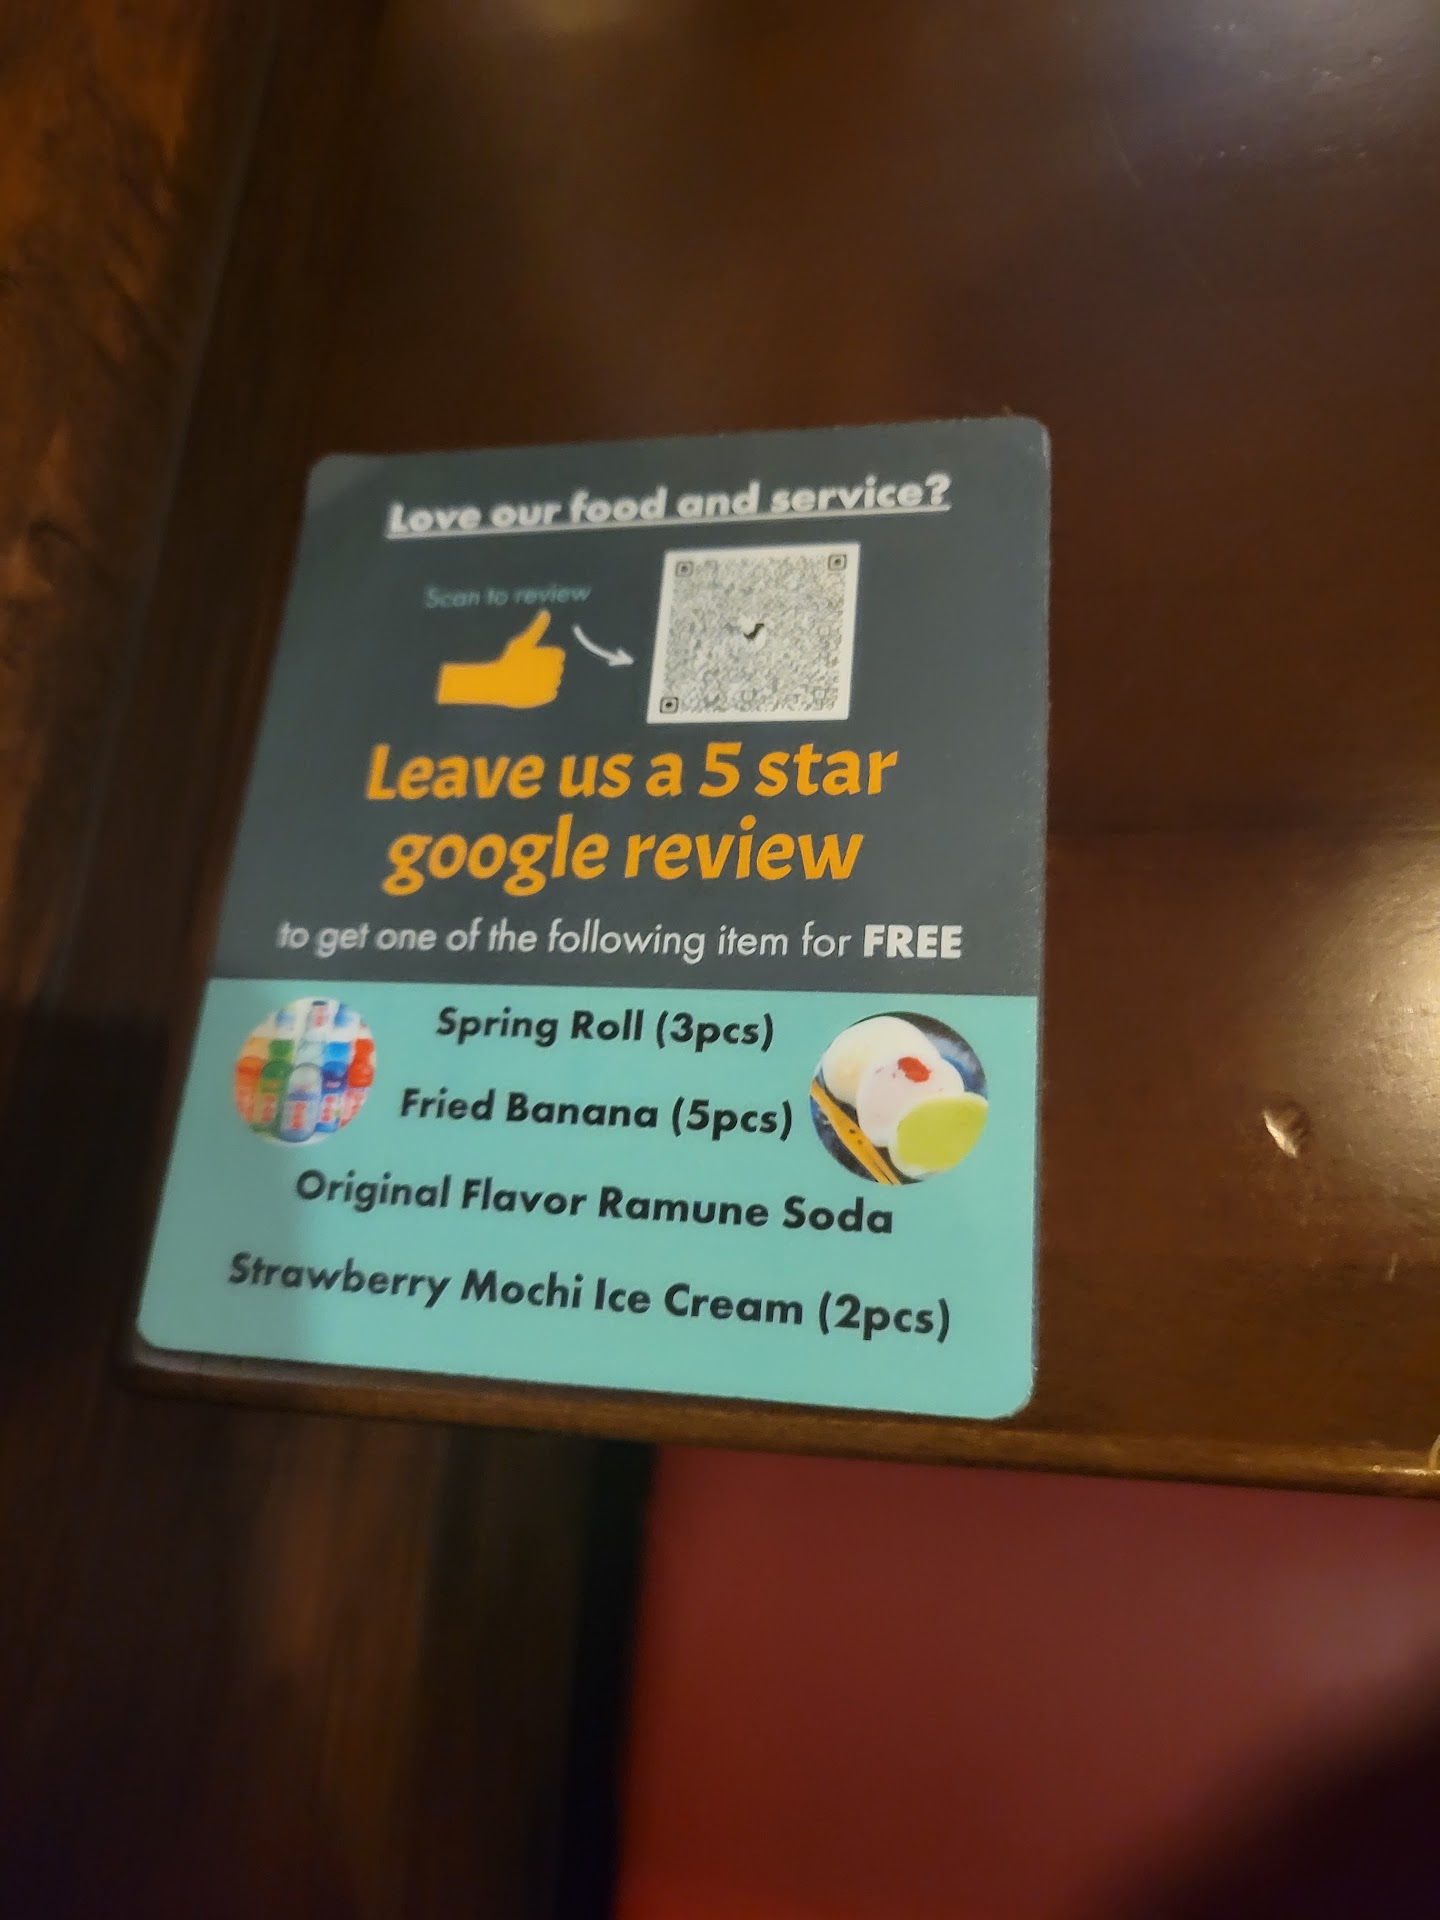 Love our food and service?
Scan to review
Leave us a 5 star
google review
to get one of the following item for FREE
Spring Roll (3pcs)
Fried Banana (5pcs)
Original Flavor Ramune Soda
Strawberry Mochi Ice Cream (2pcs)